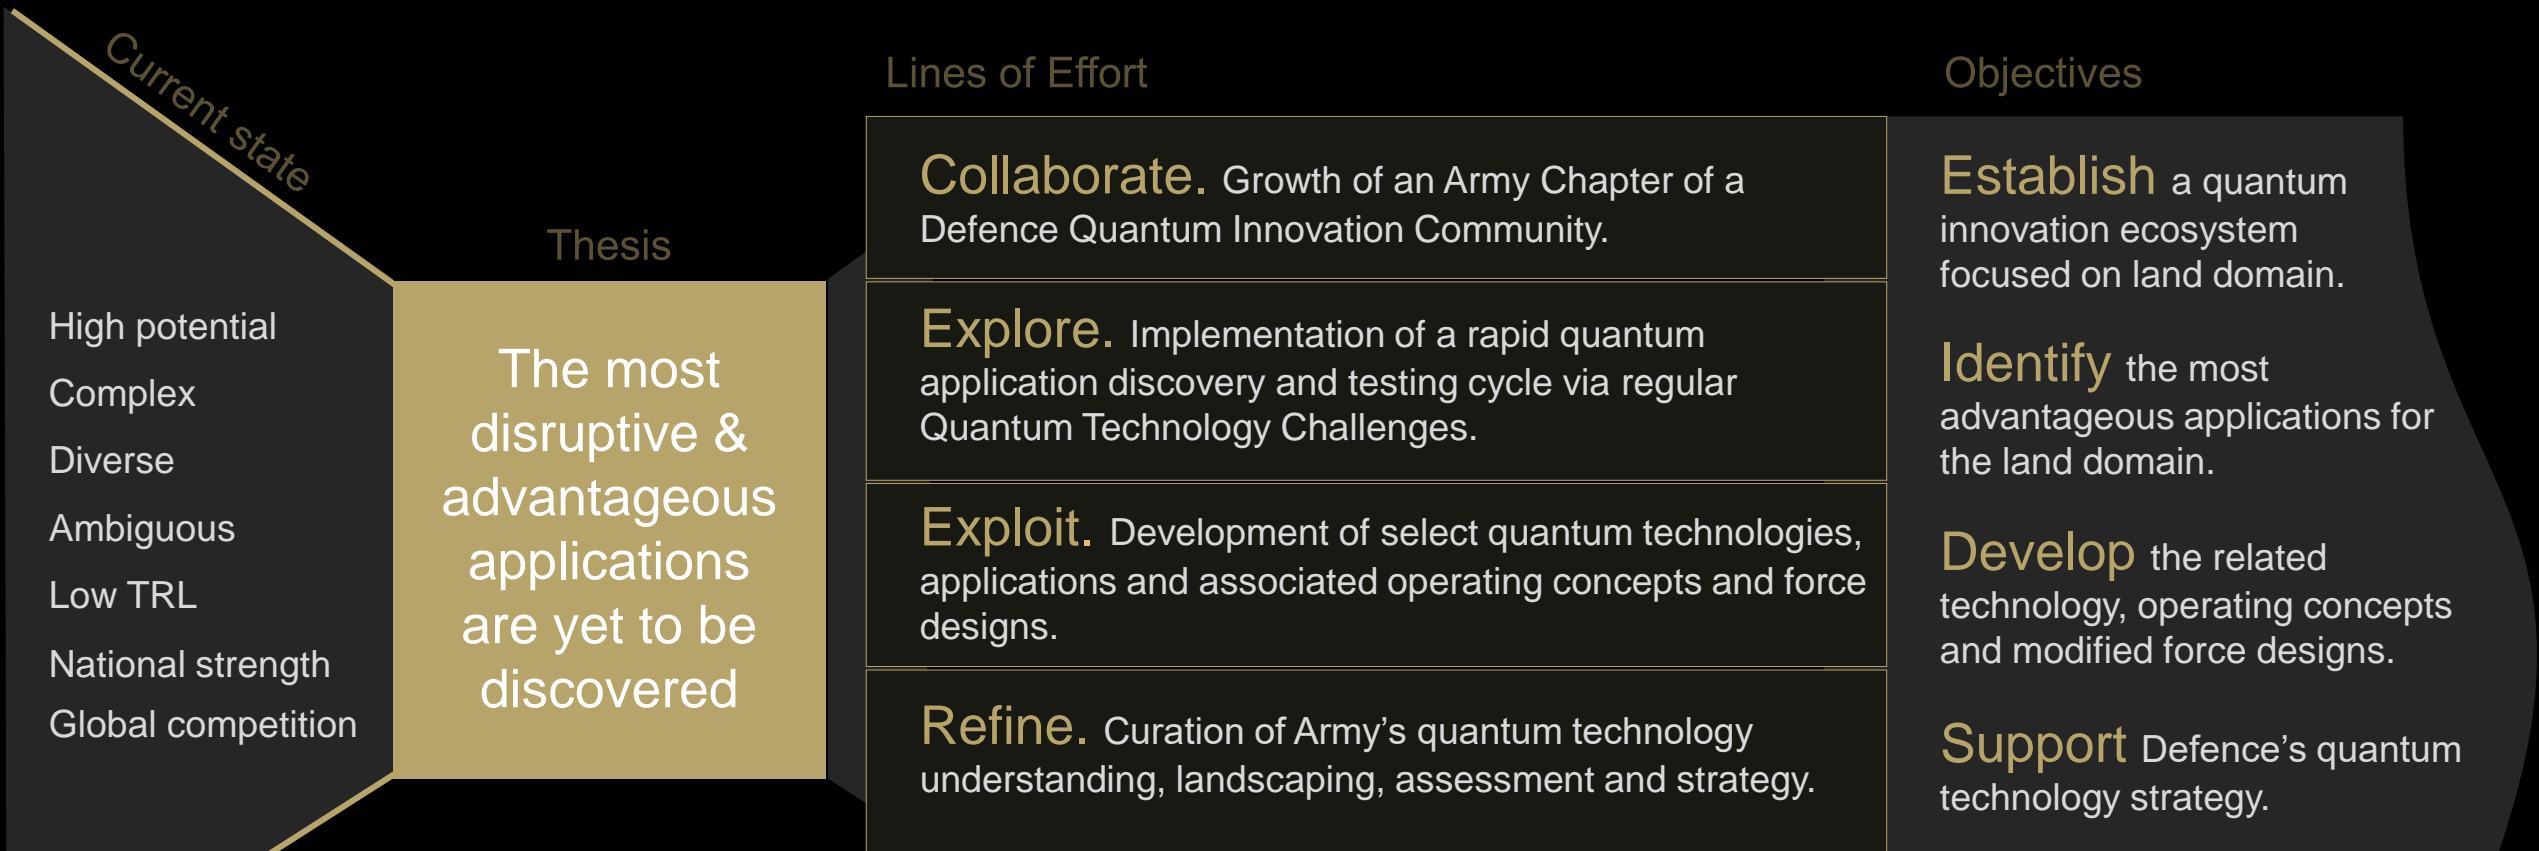 Current state
High potential
Complex
Diverse
Ambiguous
Low TRL
National strength
Global competition
Thesis
The most
disruptive &
advantageous
applications
are yet to be
discovered
Lines of Effort
Collaborate. Growth of an Army Chapter of a
Defence Quantum Innovation Community.
Explore. Implementation of a rapid quantum
application discovery and testing cycle via regular
Quantum Technology Challenges.
Exploit. Development of select quantum technologies,
applications and associated operating concepts and force
designs.
Refine. Curation of Army’s quantum technology
understanding, landscaping, assessment and strategy.
Objectives
Establish a quantum
innovation ecosystem
focused on land domain.
Identify the most
advantageous applications for
the land domain.
Develop the related
technology, operating concepts
and modified force designs.
Support Defence’s quantum
technology strategy.